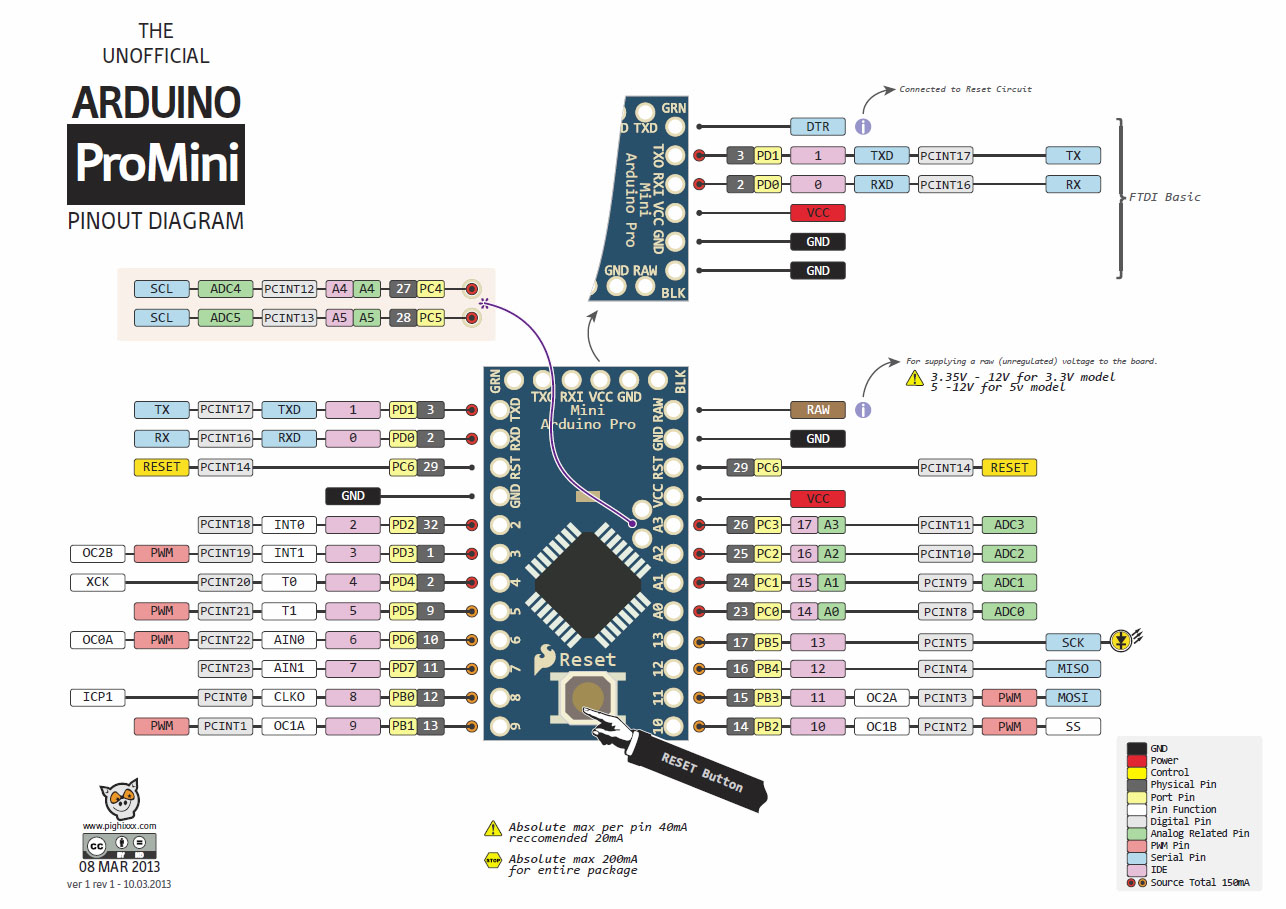 THE
UNOFFICIAL
ARDUINO
ProMini
PINOUT DIAGRAM
Connected to Reset Circuit
GRN
D TXD
TXO RXI VCC GND
Mini
Arduino Pro
GND RAW
BLK
DTR
3 PD1 1 TXD PCINT17 TX
2 PD0 0 RXD PCINT16 RX
VCC
GND
GND
FTDI Basic
SCL ADC4 PCINT12 A4 A4 27 PC4
SCL ADC5 PCINT13 A5 A5 28 PC5
For supplying a raw (unregulated) voltage to the board.
3.35V - 12V for 3.3V model
5 -12V for 5v model
TX PCINT17 TXD 1 PD1 3
RX PCINT16 RXD 0 PD0 2
RESET PCINT14 PC6 29
GND
PCINT18 INT0 2 PD2 32
OC2B PWM PCINT19 INT1 3 PD3 1
XCK PCINT20 T0 4 PD4 2
PWM PCINT21 T1 5 PD5 9
OC0A PWM PCINT22 AIN0 6 PD6 10
PCINT23 AIN1 7 PD7 11
ICP1 PCINT0 CLKO 8 PB0 12
PWM PCINT1 OC1A 9 PB1 13
GRN
BLK
TXO RXI VCC GND
Mini
Arduino Pro
TXD
RXD
RST
GND
2
3
4
5
6
7
8
9
RAW
GND
RST
VCC
A3
A2
A1
A0
13
12
11
10
Reset
RESET Button
RAW
GND
29 PC6 PCINT14 RESET
VCC
26 PC3 17 A3 PCINT11 ADC3
25 PC2 16 A2 PCINT10 ADC2
24 PC1 15 A1 PCINT9 ADC1
23 PC0 14 A0 PCINT8 ADC0
17 PB5 13 PCINT5 SCK
16 PB4 12 PCINT4 MISO
15 PB3 11 OC2A PCINT3 PWM MOSI
14 PB2 10 OC1B PCINT2 PWM SS
www.pighixxx.com
cc BY ND
08 MAR 2013
ver 1 rev 1 - 10.03.2013
Absolute max per pin 40mA
reccomended 20mA
STOP
Absolute max 200mA
for entire package
GND
Power
Control
Physical Pin
Port Pin
Pin Function
Digital Pin
Analog Related Pin
PWM Pin
Serial Pin
IDE
Source Total 150mA